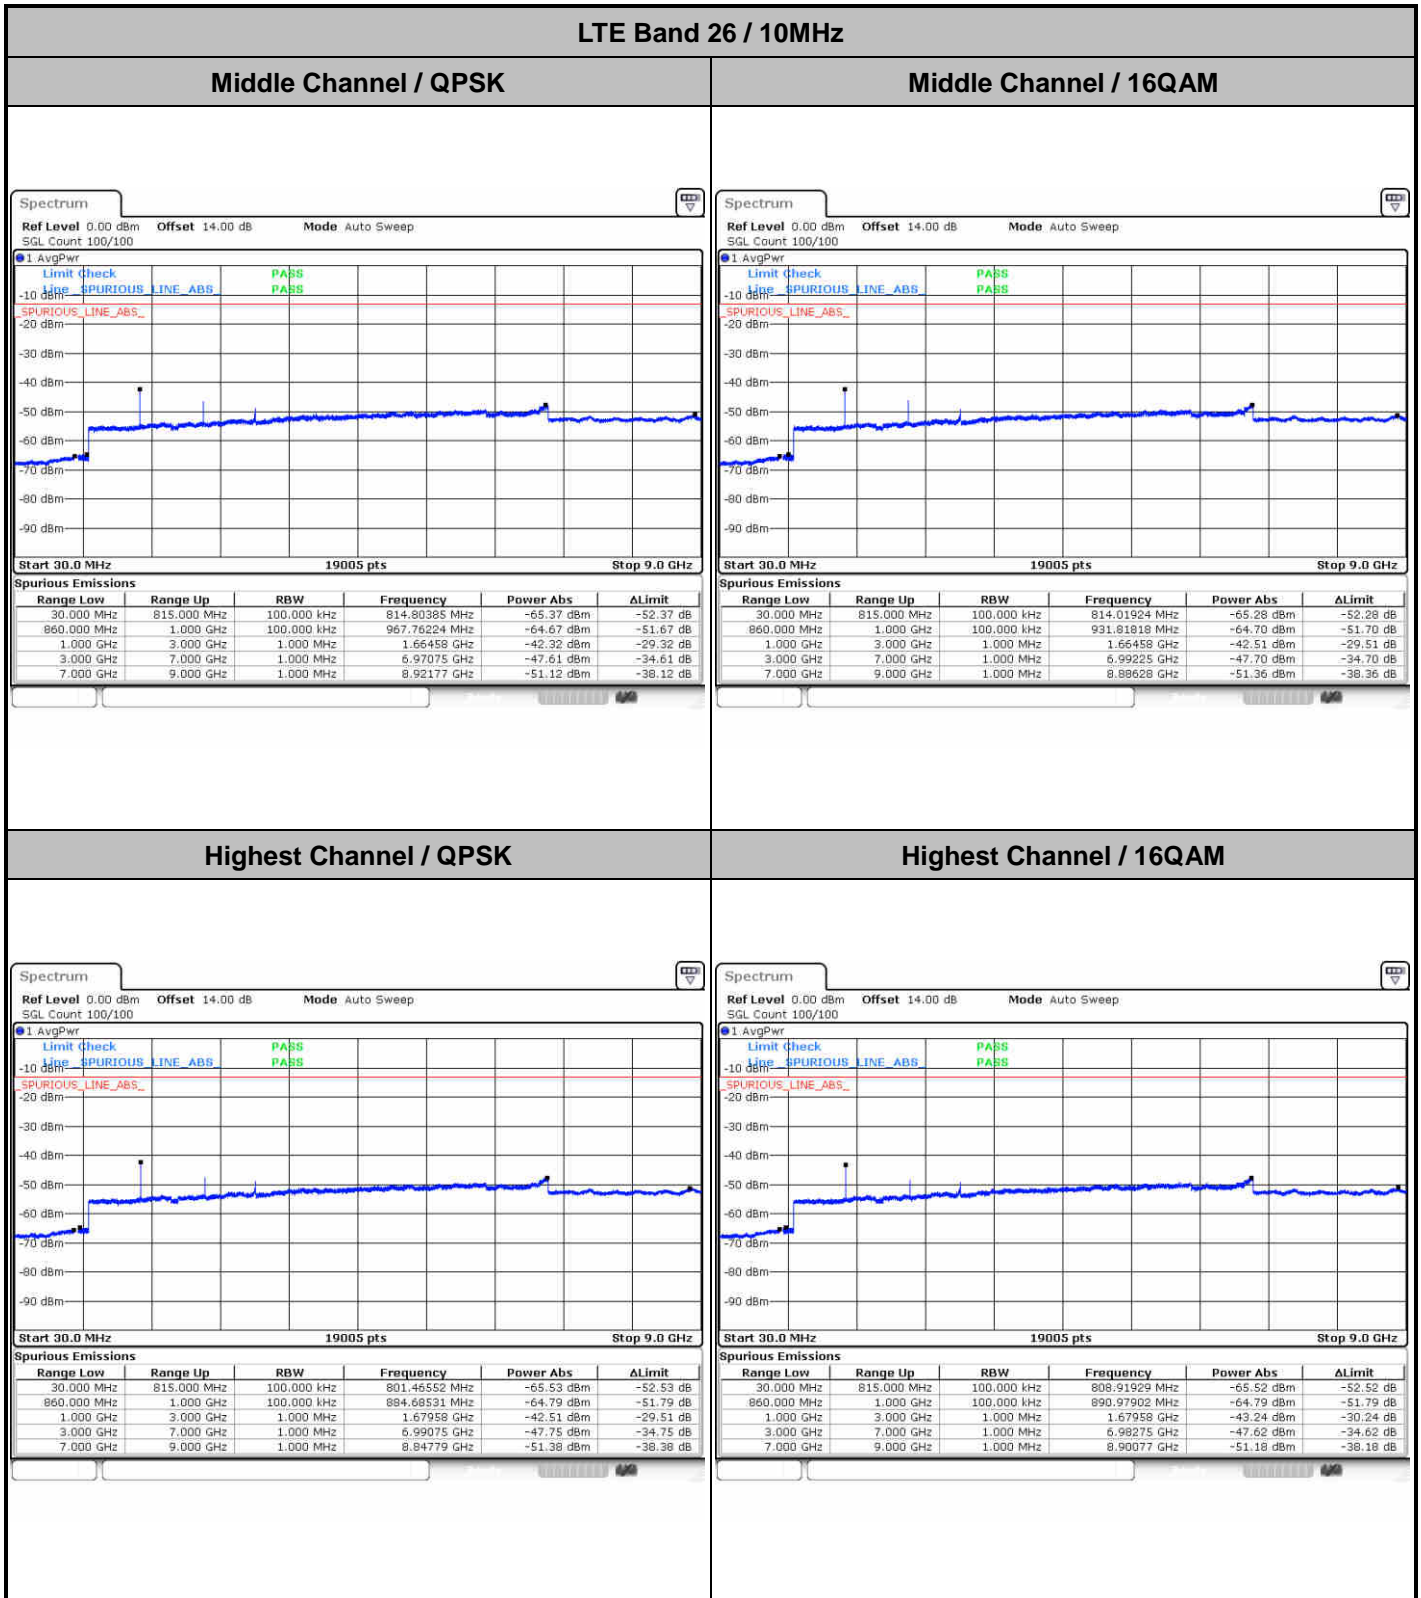 LTE Band 26 / 10MHz
Middle Channel / QPSK
Middle Channel / 16QAM
Spectrum
Ref Level 0.00 dBm Offset 14.00 dB Mode Auto Sweep
SGL Count 100/100
1 AvgPwr
Limit Check PASS
Line _SPURIOUS_LINE_ABS_ PASS
-10 dBm
_SPURIOUS_LINE_ABS_
-20 dBm
-30 dBm
-40 dBm
-50 dBm
-60 dBm
-70 dBm
-80 dBm
-90 dBm
Start 30.0 MHz 19005 pts Stop 9.0 GHz
Spurious Emissions
Range Low Range Up RBW Frequency Power Abs ΔLimit
30.000 MHz 815.000 MHz 100.000 kHz 814.80385 MHz -65.37 dBm -52.37 dB
860.000 MHz 1.000 GHz 100.000 kHz 967.76224 MHz -64.67 dBm -51.67 dB
1.000 GHz 3.000 GHz 1.000 MHz 1.66458 GHz -42.32 dBm -29.32 dB
3.000 GHz 7.000 GHz 1.000 MHz 6.97075 GHz -47.61 dBm -34.61 dB
7.000 GHz 9.000 GHz 1.000 MHz 8.92177 GHz -51.12 dBm -38.12 dB
Spectrum
Ref Level 0.00 dBm Offset 14.00 dB Mode Auto Sweep
SGL Count 100/100
1 AvgPwr
Limit Check PASS
Line _SPURIOUS_LINE_ABS_ PASS
-10 dBm
_SPURIOUS_LINE_ABS_
-20 dBm
-30 dBm
-40 dBm
-50 dBm
-60 dBm
-70 dBm
-80 dBm
-90 dBm
Start 30.0 MHz 19005 pts Stop 9.0 GHz
Spurious Emissions
Range Low Range Up RBW Frequency Power Abs ΔLimit
30.000 MHz 815.000 MHz 100.000 kHz 814.01924 MHz -65.28 dBm -52.28 dB
860.000 MHz 1.000 GHz 100.000 kHz 931.81818 MHz -64.70 dBm -51.70 dB
1.000 GHz 3.000 GHz 1.000 MHz 1.66458 GHz -42.51 dBm -29.51 dB
3.000 GHz 7.000 GHz 1.000 MHz 6.99225 GHz -47.70 dBm -34.70 dB
7.000 GHz 9.000 GHz 1.000 MHz 8.88628 GHz -51.36 dBm -38.36 dB
Highest Channel / QPSK
Highest Channel / 16QAM
Spectrum
Ref Level 0.00 dBm Offset 14.00 dB Mode Auto Sweep
SGL Count 100/100
1 AvgPwr
Limit Check PASS
Line _SPURIOUS_LINE_ABS_ PASS
-10 dBm
_SPURIOUS_LINE_ABS_
-20 dBm
-30 dBm
-40 dBm
-50 dBm
-60 dBm
-70 dBm
-80 dBm
-90 dBm
Start 30.0 MHz 19005 pts Stop 9.0 GHz
Spurious Emissions
Range Low Range Up RBW Frequency Power Abs ΔLimit
30.000 MHz 815.000 MHz 100.000 kHz 801.46552 MHz -65.53 dBm -52.53 dB
860.000 MHz 1.000 GHz 100.000 kHz 884.68531 MHz -64.79 dBm -51.79 dB
1.000 GHz 3.000 GHz 1.000 MHz 1.67958 GHz -42.51 dBm -29.51 dB
3.000 GHz 7.000 GHz 1.000 MHz 6.99075 GHz -47.75 dBm -34.75 dB
7.000 GHz 9.000 GHz 1.000 MHz 8.84779 GHz -51.38 dBm -38.38 dB
Spectrum
Ref Level 0.00 dBm Offset 14.00 dB Mode Auto Sweep
SGL Count 100/100
1 AvgPwr
Limit Check PASS
Line _SPURIOUS_LINE_ABS_ PASS
-10 dBm
_SPURIOUS_LINE_ABS_
-20 dBm
-30 dBm
-40 dBm
-50 dBm
-60 dBm
-70 dBm
-80 dBm
-90 dBm
Start 30.0 MHz 19005 pts Stop 9.0 GHz
Spurious Emissions
Range Low Range Up RBW Frequency Power Abs ΔLimit
30.000 MHz 815.000 MHz 100.000 kHz 808.91929 MHz -65.52 dBm -52.52 dB
860.000 MHz 1.000 GHz 100.000 kHz 890.97902 MHz -64.79 dBm -51.79 dB
1.000 GHz 3.000 GHz 1.000 MHz 1.67958 GHz -43.24 dBm -30.24 dB
3.000 GHz 7.000 GHz 1.000 MHz 6.98275 GHz -47.62 dBm -34.62 dB
7.000 GHz 9.000 GHz 1.000 MHz 8.90077 GHz -51.18 dBm -38.18 dB